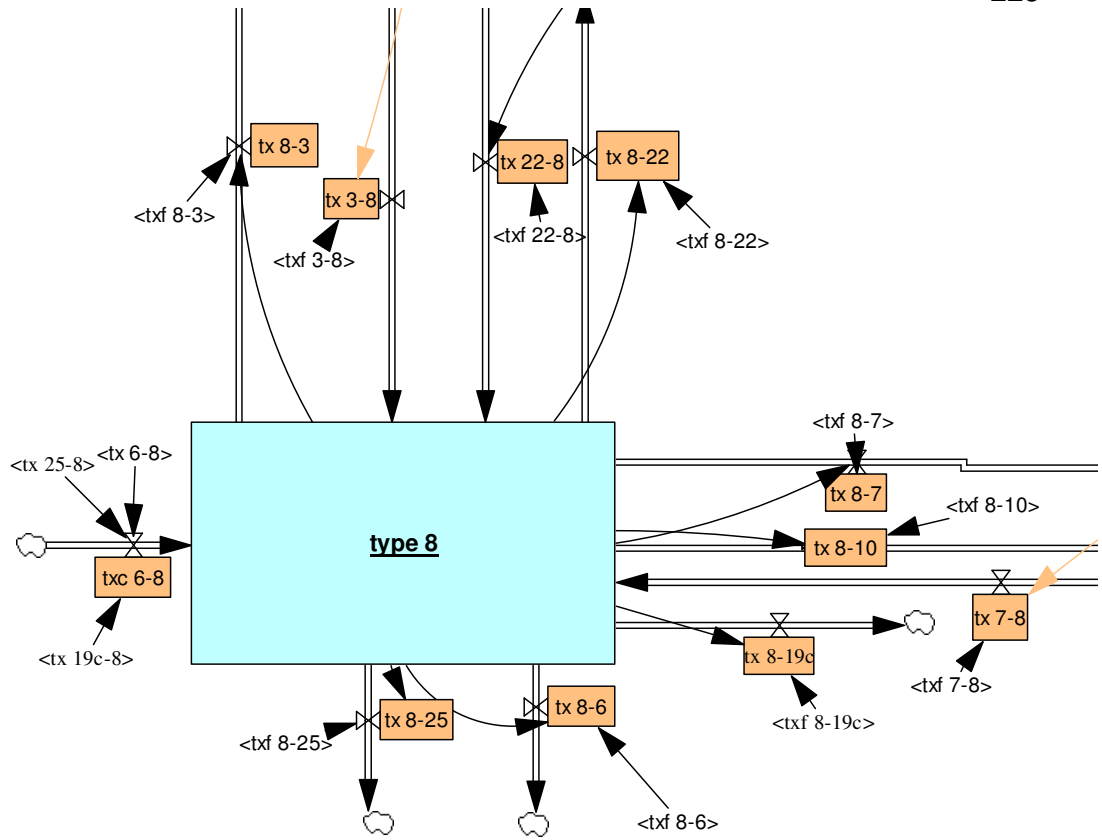 tx 8-3
tx 22-8
tx 8-22
tx 3-8
<txf 8-3>
<txf 3-8>
<txf 22-8>
<txf 8-22>
<txf 8-7>
<tx 25-8>
<tx 6-8>
tx 8-7
<txf 8-10>
type 8
tx 8-10
txc 6-8
tx 7-8
<tx 19c-8>
tx 8-19c
<txf 7-8>
tx 8-25
tx 8-6
<txf 8-19c>
<txf 8-25>
<txf 8-6>